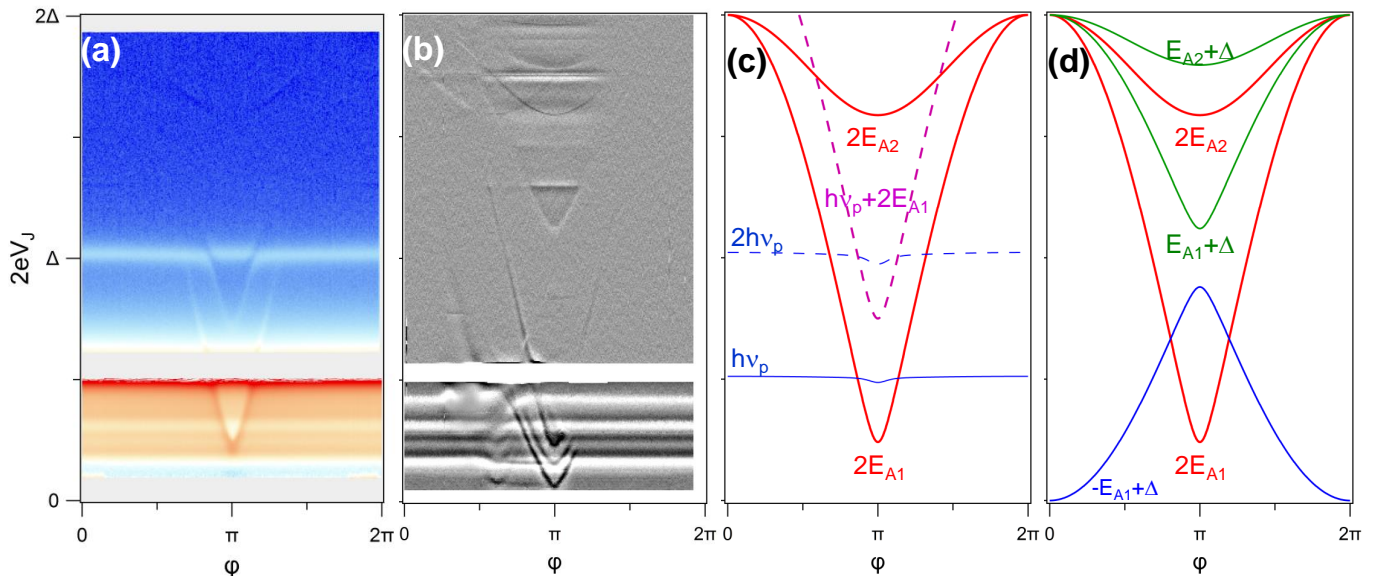 2Δ
Δ
0
2eV_J
(a)
0
π
2π
φ
(b)
0
π
2π
φ
(c)
2E_A2
hν_p+2E_A1
2hν_p
hν_p
2E_A1
0
π
2π
φ
(d)
E_A2+Δ
2E_A2
E_A1+Δ
2E_A1
-E_A1+Δ
0
π
2π
φ